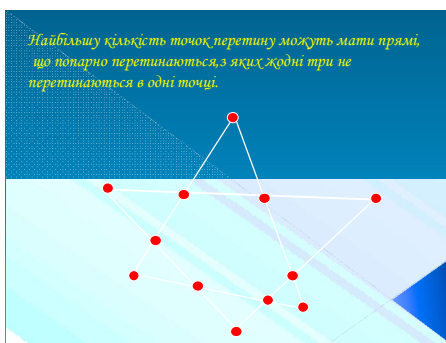 Найбільшу кількість точок перетину можуть мати прямі,
що попарно перетинаються,з яких жодні три не
перетинаються в одні точці.